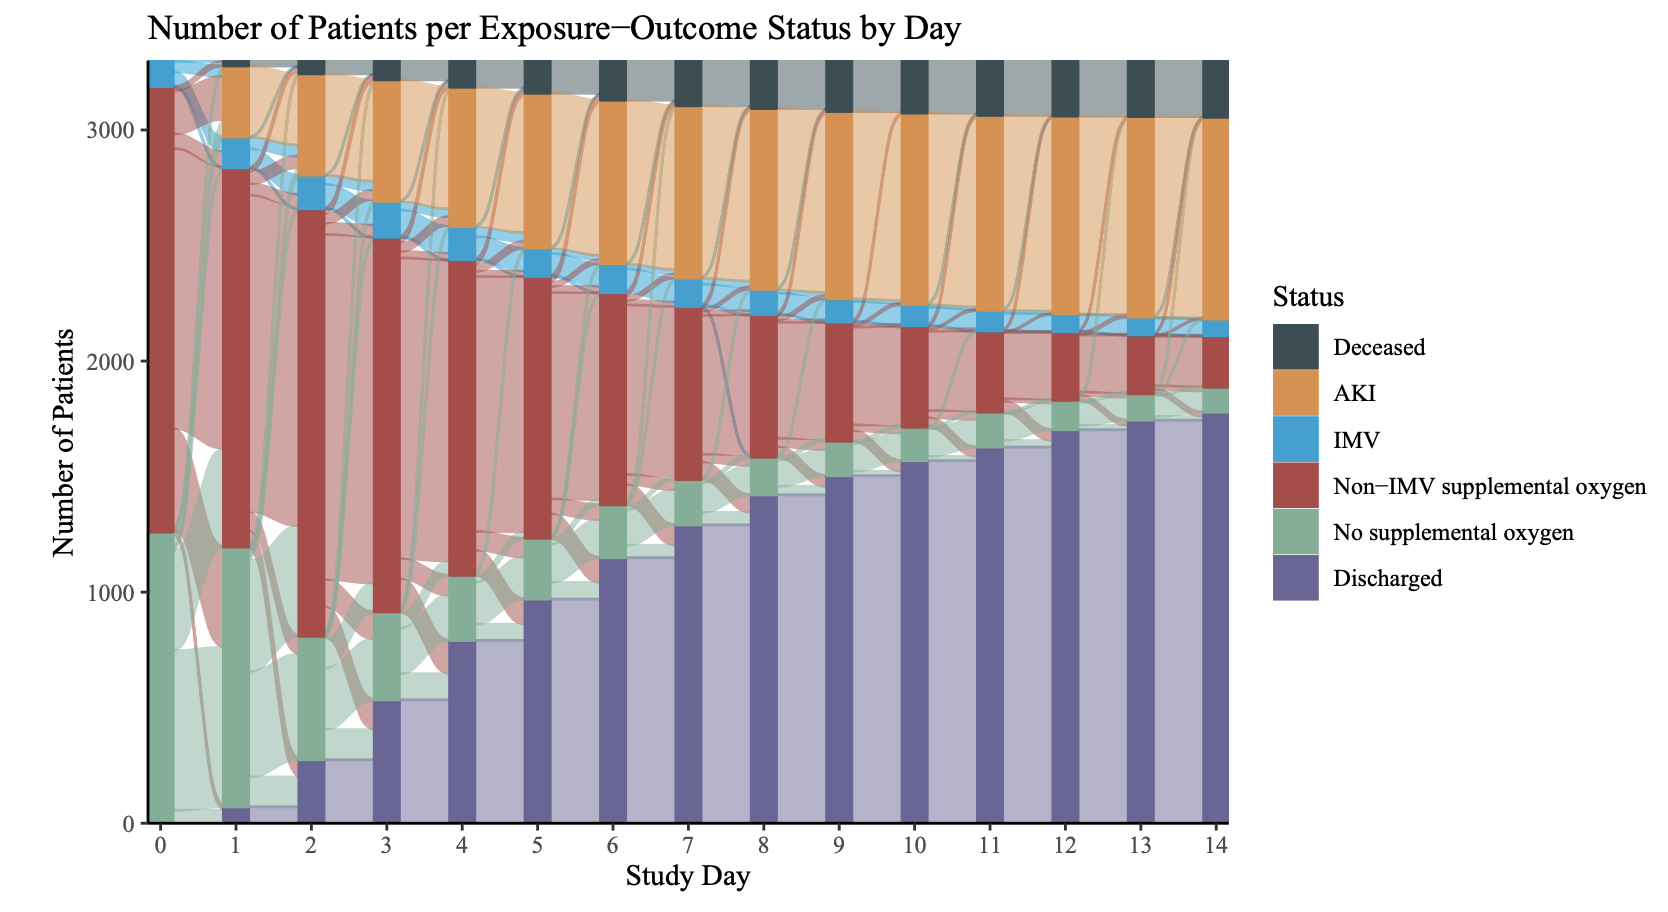 Number of Patients per Exposure−Outcome Status by Day
Number of Patients
3000
2000
1000
0
0 1 2 3 4 5 6 7 8 9 10 11 12 13 14
Study Day
Status
Deceased
AKI
IMV
Non−IMV supplemental oxygen
No supplemental oxygen
Discharged